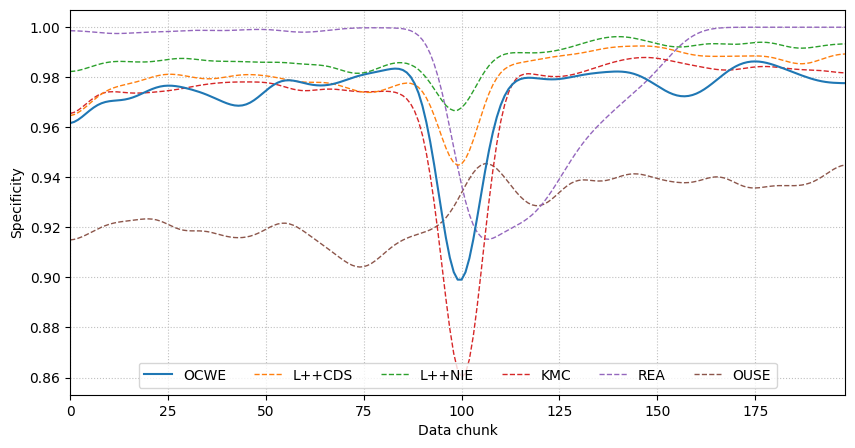 1.00
0.98
0.96
0.94
0.92
0.90
0.88
0.86
Specificity
OCWE L++CDS L++NIE KMC REA OUSE
0 25 50 75 100 125 150 175
Data chunk